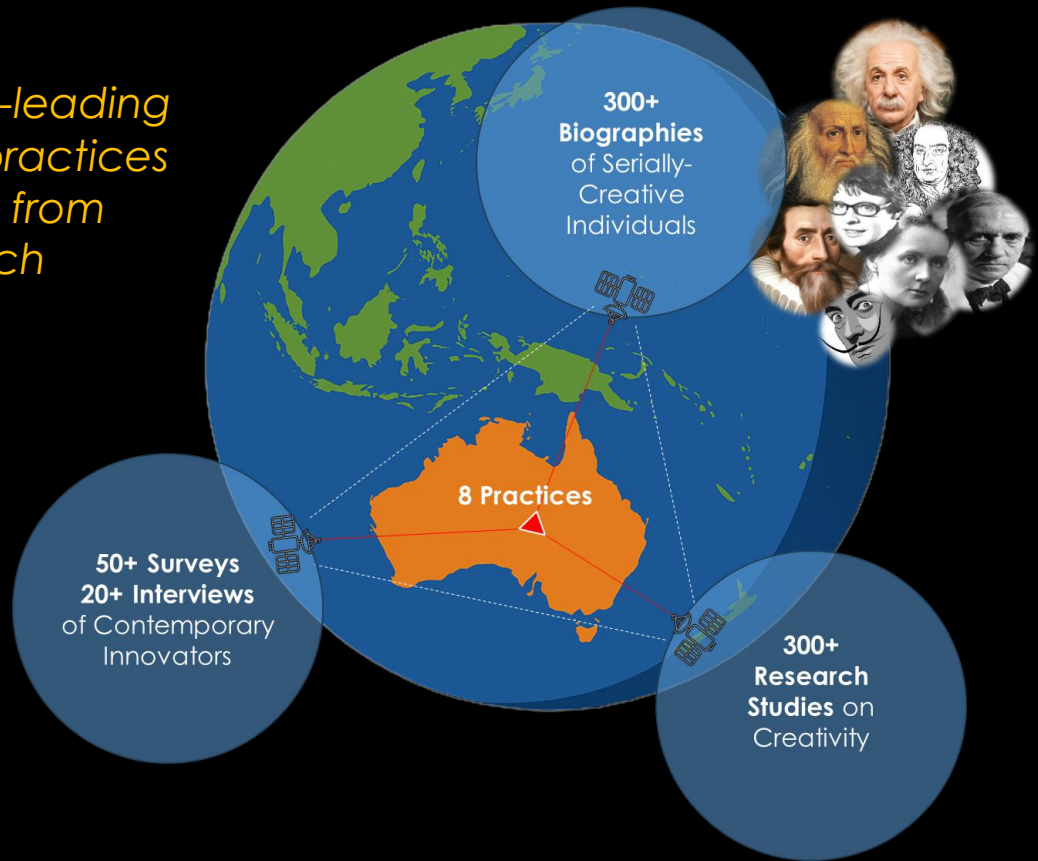 -leading
practices
from
ch
300+
Biographies
of Serially-
Creative
Individuals
8 Practices
50+ Surveys
20+ Interviews
of Contemporary
Innovators
300+
Research
Studies on
Creativity